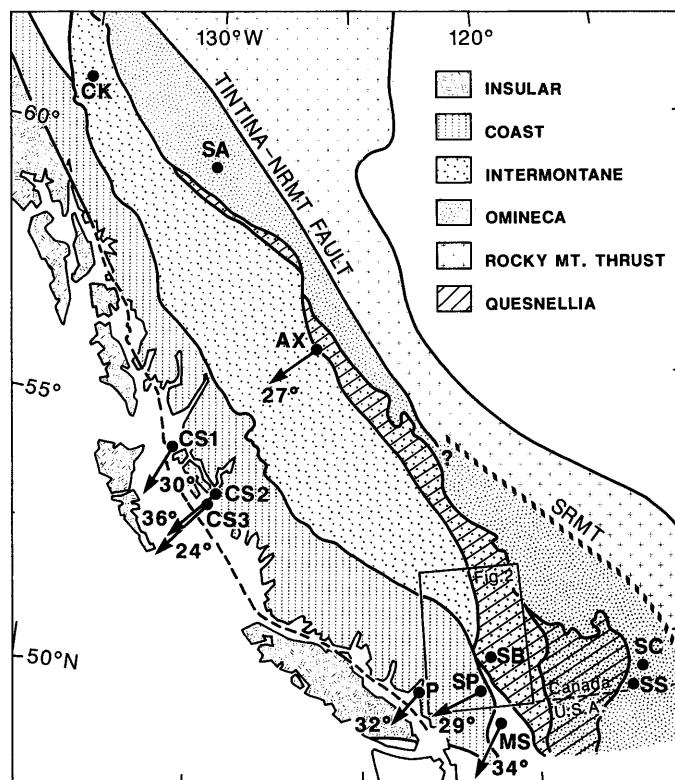 130°W
120°
60°
55°
50°N
CK
SA
TINTINA-NRMT FAULT
INSULAR
COAST
INTERMONTANE
OMINECA
ROCKY MT. THRUST
QUESNELLIA
AX
27°
CS1
30°
CS2
36°
CS3
24°
?
SRMT
Fig.2
SB
SC
P
SP
SS
Canada
U.S.A.
32°
29°
MS
34°